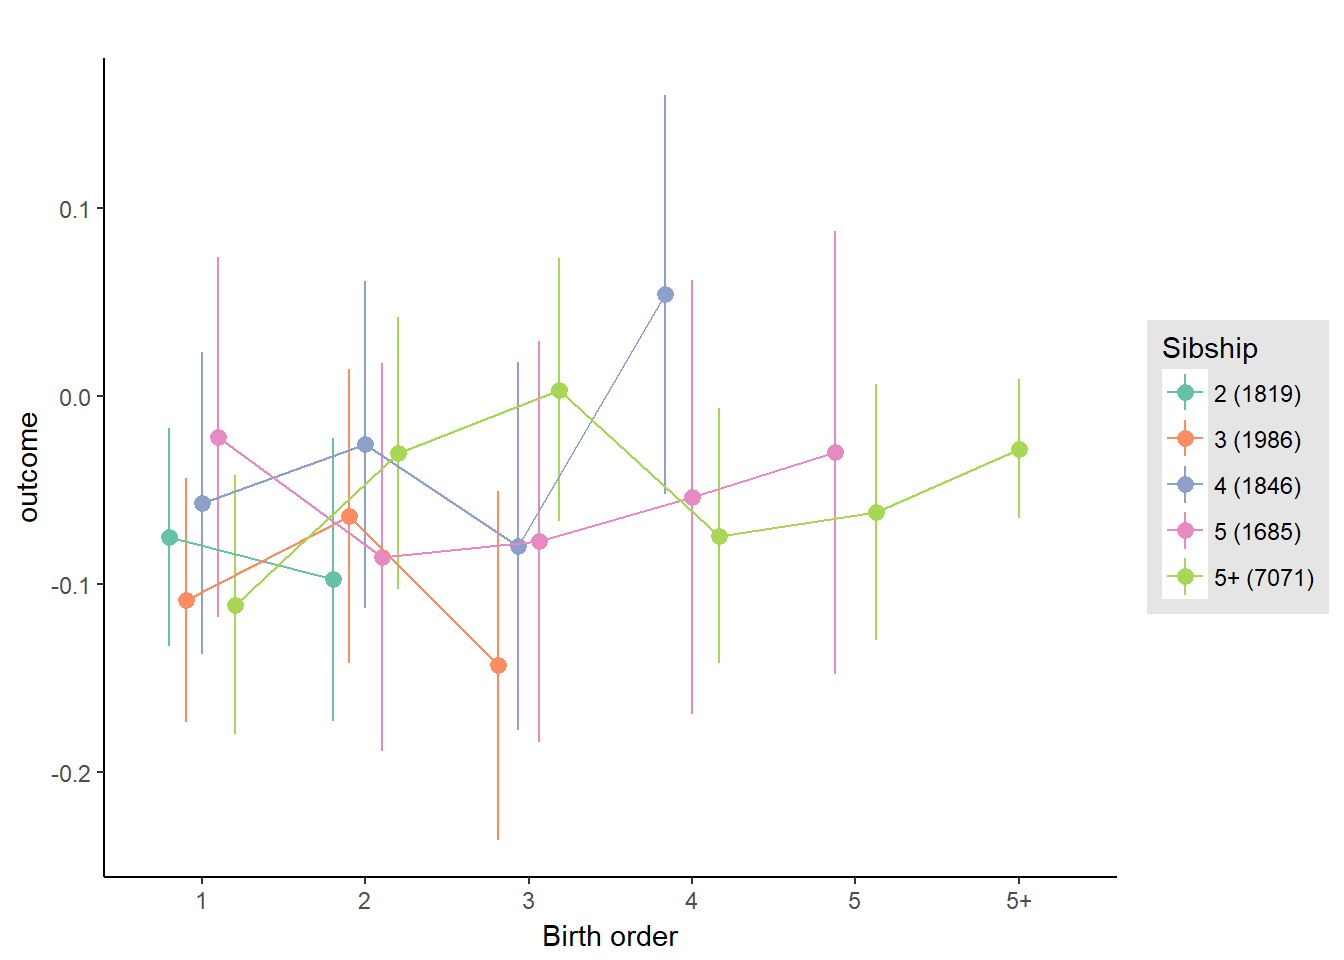 0.1
0.0
-0.1
-0.2
outcome
1 2 3 4 5 5+
Birth order
Sibship
2 (1819)
3 (1986)
4 (1846)
5 (1685)
5+ (7071)